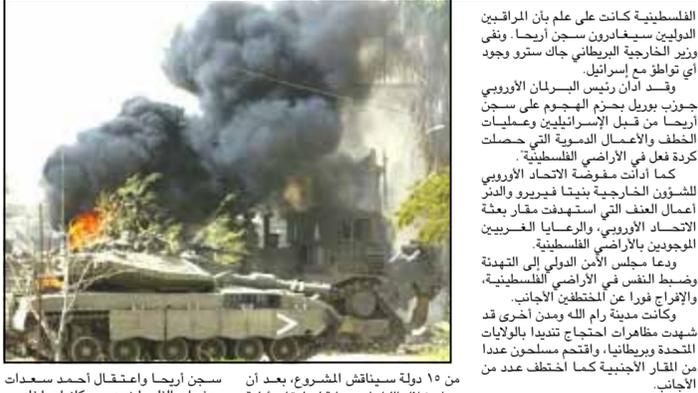 الفلسطينية كانت على علم بأن المراقبين
الدوليين سيغادرون سجن أريحا. ونفى
وزير الخارجية البريطاني جاك سترو وجود
أي تواطؤ مع إسرائيل.
وقد ادان رئيس البرلمان الأوروبي
جوزب بوريل بحزم الهجوم على سجن
أريحا من قبل الإسرائيليين وعمليات
الخطف والأعمال الدموية التي حصلت
كردة فعل في الأراضي الفلسطينية".
كما أدانت مفوضة الاتحاد الأوروبي
للشؤون الخارجية بنيتا فيريرو والدنر
أعمال العنف التي استهدفت مقار بعثة
الاتحاد الأوروبي، والرعايا الغربيين
الموجودين بالأراضي الفلسطينية.
ودعا مجلس الأمن الدولي إلى التهدئة
وضبط النفس في الأراضي الفلسطينية،
والإفراج فورا عن المختطفين الأجانب.
وكانت مدينة رام الله ومدن أخرى قد
شهدت مظاهرات احتجاج تنديدا بالولايات
المتحدة وبريطانيا، واقتحم مسلحون عددا
من المقار الأجنبية كما اختطف عدد من
الأجانب.
من ١٥ دولة سيناقش المشروع، بعد أن
سجن أريحا واعتقال أحمد سعدات